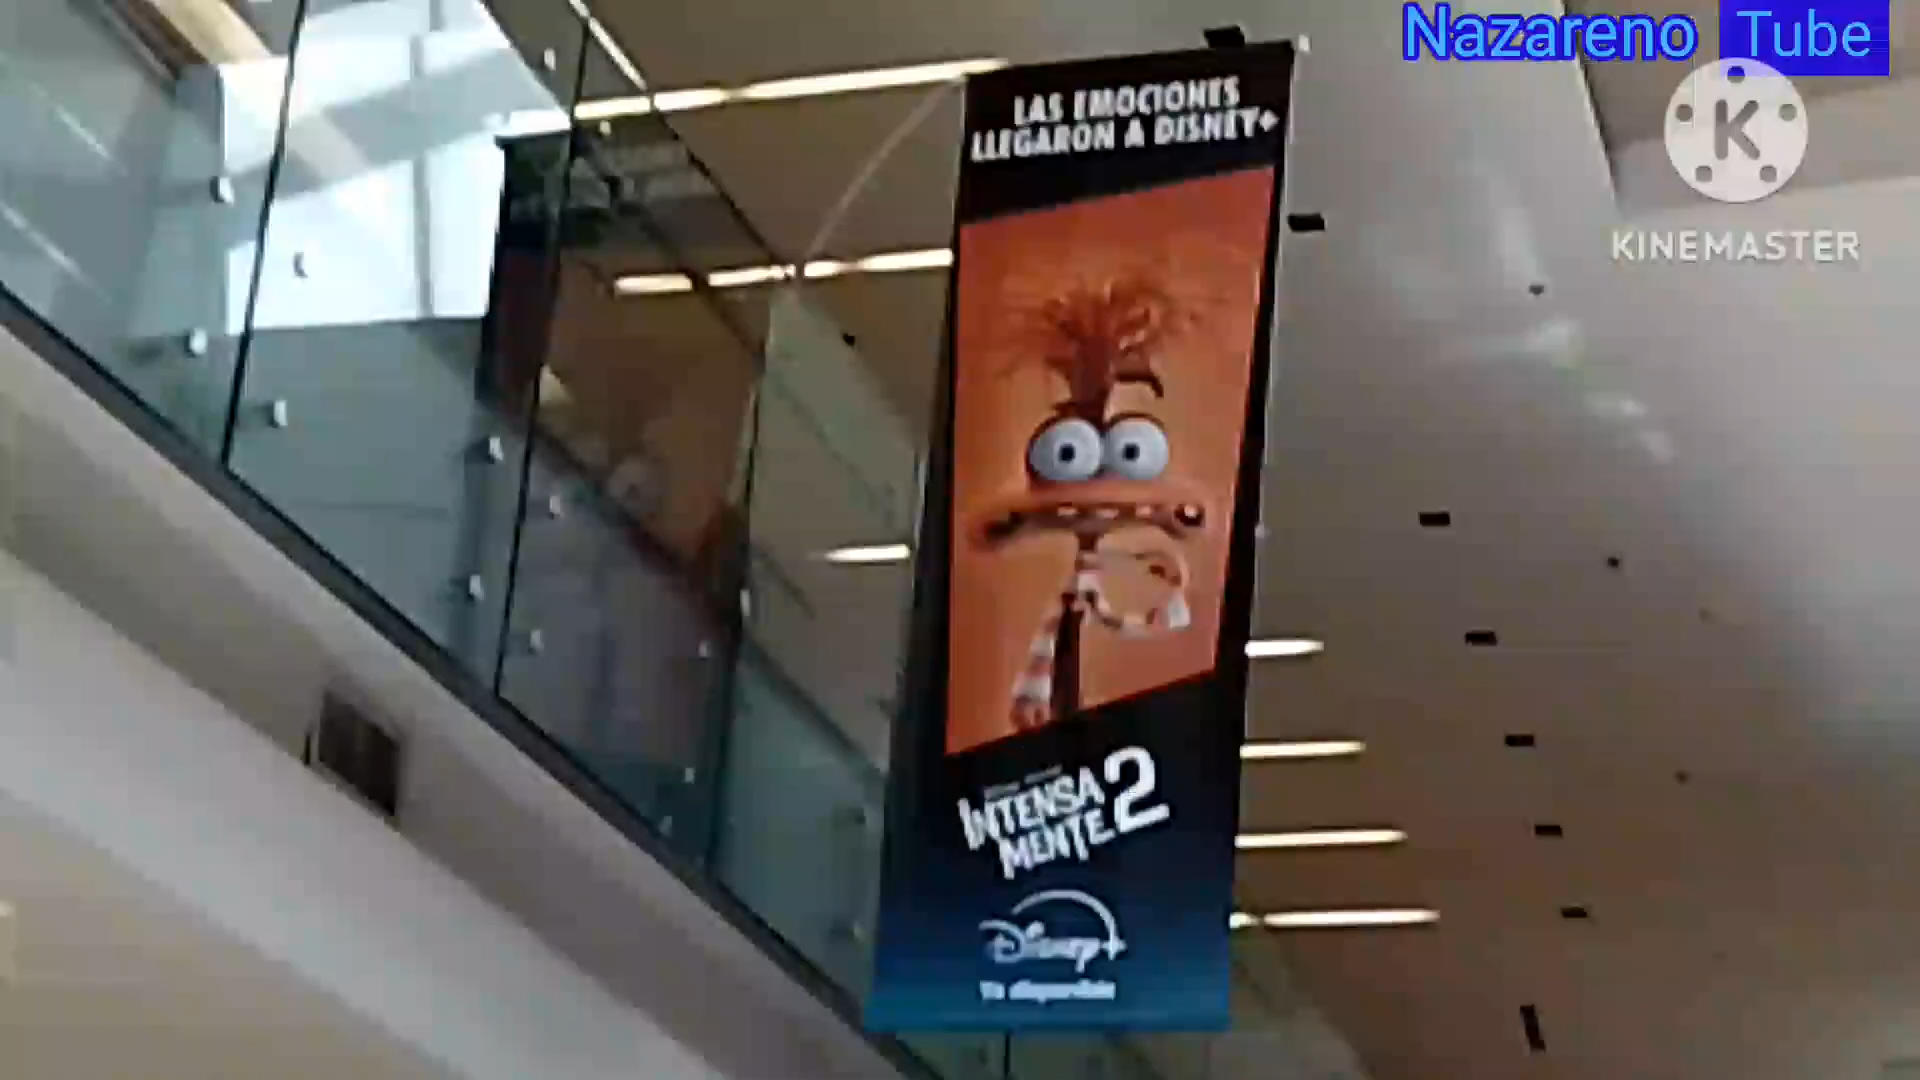 Nazareno Tube
K
KINEMASTER
LAS EMOCIONES
LLEGARON A DISNEY+
INTENSA
MENTE 2
Disney+
Ya disponible